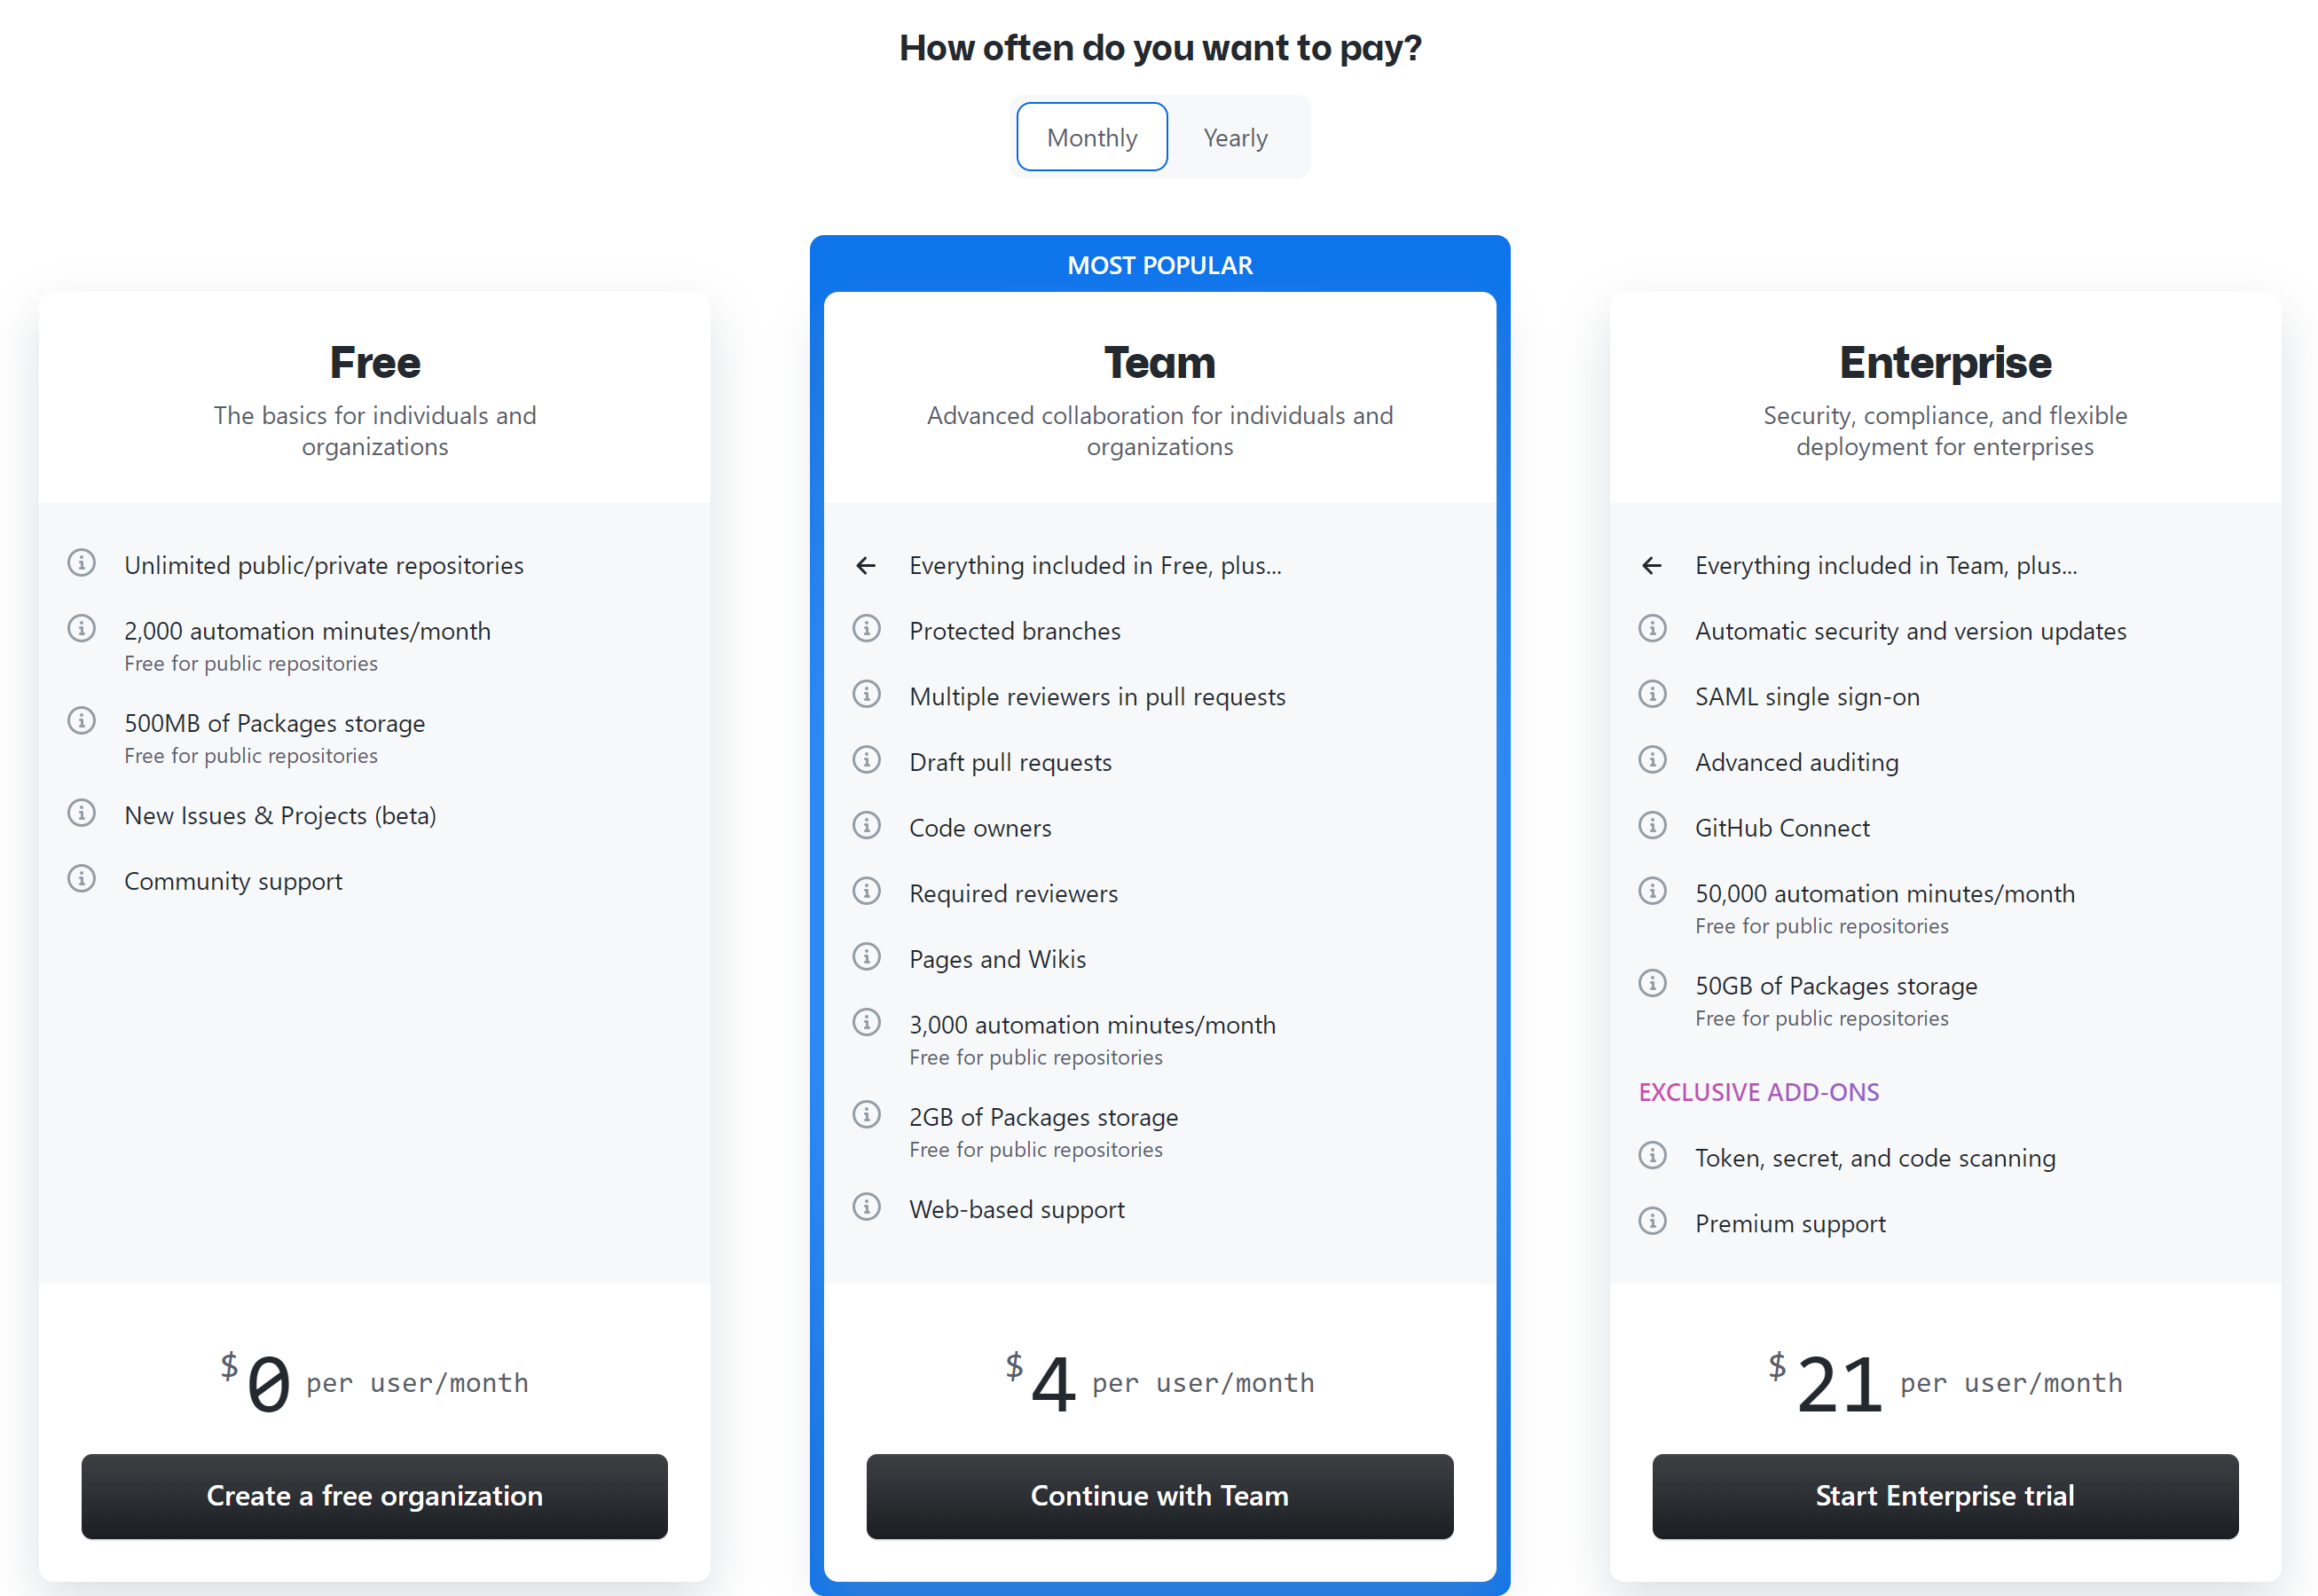 How often do you want to pay?
Monthly
Yearly
Free
The basics for individuals and
organizations
Unlimited public/private repositories
2,000 automation minutes/month
Free for public repositories
500MB of Packages storage
Free for public repositories
New Issues & Projects (beta)
Community support
$0 per user/month
Create a free organization
MOST POPULAR
Team
Advanced collaboration for individuals and
organizations
Everything included in Free, plus...
Protected branches
Multiple reviewers in pull requests
Draft pull requests
Code owners
Required reviewers
Pages and Wikis
3,000 automation minutes/month
Free for public repositories
2GB of Packages storage
Free for public repositories
Web-based support
$4 per user/month
Continue with Team
Enterprise
Security, compliance, and flexible
deployment for enterprises
Everything included in Team, plus...
Automatic security and version updates
SAML single sign-on
Advanced auditing
GitHub Connect
50,000 automation minutes/month
Free for public repositories
50GB of Packages storage
Free for public repositories
EXCLUSIVE ADD-ONS
Token, secret, and code scanning
Premium support
$21 per user/month
Start Enterprise trial